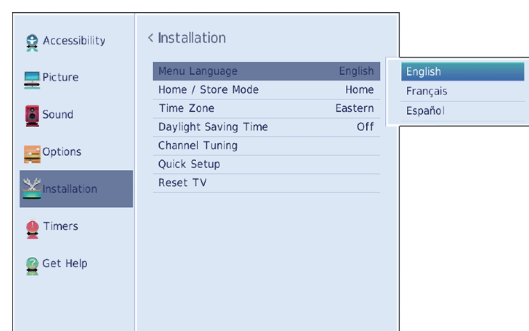 Accessibility
Picture
Sound
Options
Installation
Timers
Get Help
< Installation
Menu Language English
Home / Store Mode Home
Time Zone Eastern
Daylight Saving Time Off
Channel Tuning
Quick Setup
Reset TV
English
Français
Español